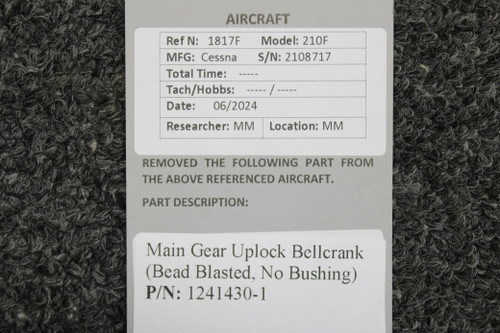 AIRCRAFT
Ref N: 1817F Model: 210F
MFG: Cessna S/N: 2108717
Total Time: -----
Tach/Hobbs: ----- / -----
Date: 06/2024
Researcher: MM Location: MM
REMOVED THE FOLLOWING PART FROM
THE ABOVE REFERENCED AIRCRAFT.
PART DESCRIPTION:
Main Gear Uplock Bellcrank
(Bead Blasted, No Bushing)
P/N: 1241430-1